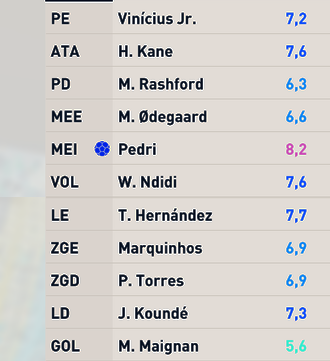 PE Vinícius Jr. 7,2
ATA H. Kane 7,6
PD M. Rashford 6,3
MEE M. Ødegaard 6,6
MEI Pedri 8,2
VOL W. Ndidi 7,6
LE T. Hernández 7,7
ZGE Marquinhos 6,9
ZGD P. Torres 6,9
LD J. Koundé 7,3
GOL M. Maignan 5,6